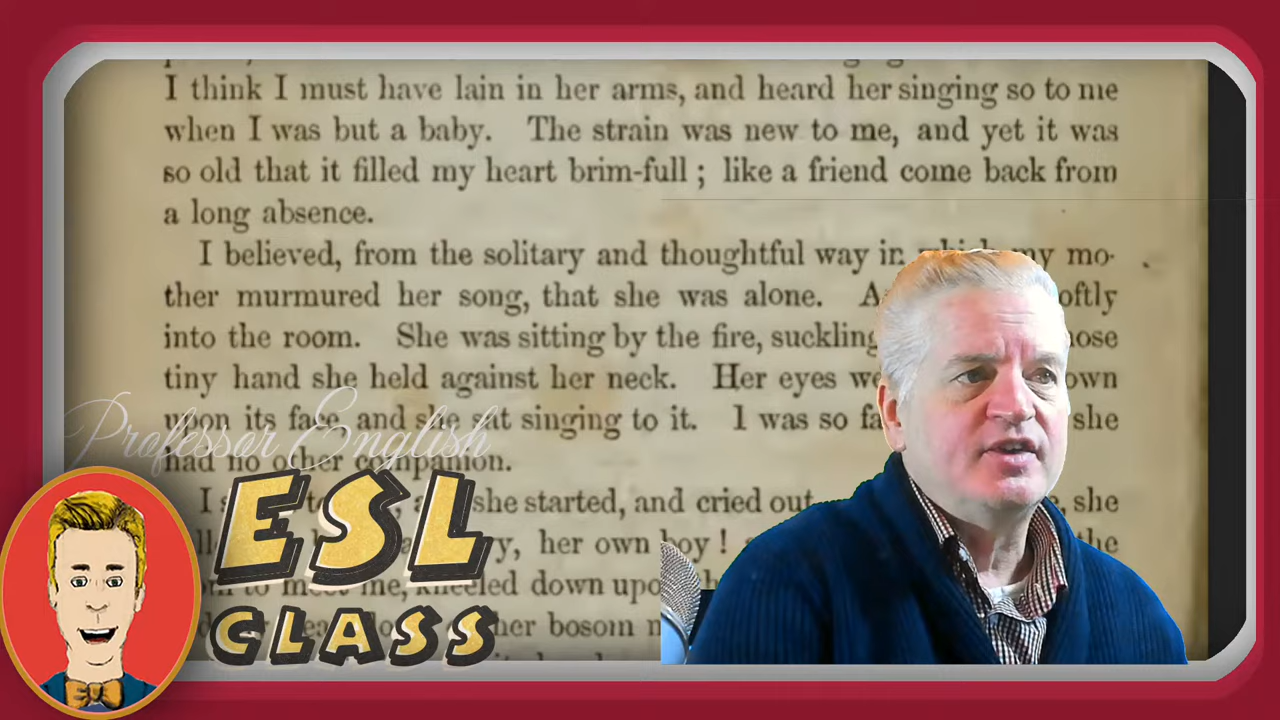 I think I must have lain in her arms, and heard her singing so to me
when I was but a baby. The strain was new to me, and yet it was
so old that it filled my heart brim-full ; like a friend come back from
a long absence.
I believed, from the solitary and thoughtful way in which my mo-
ther murmured her song, that she was alone.
into the room. She was sitting by the fire, suckling
tiny hand she held against her neck. Her eyes
upon its face, and she sat singing to it. I was so she
had no other companion.
I she started, and cried out she
her own boy ! the
me, kneeled down
her bosom
Professor English
ESL
CLASS